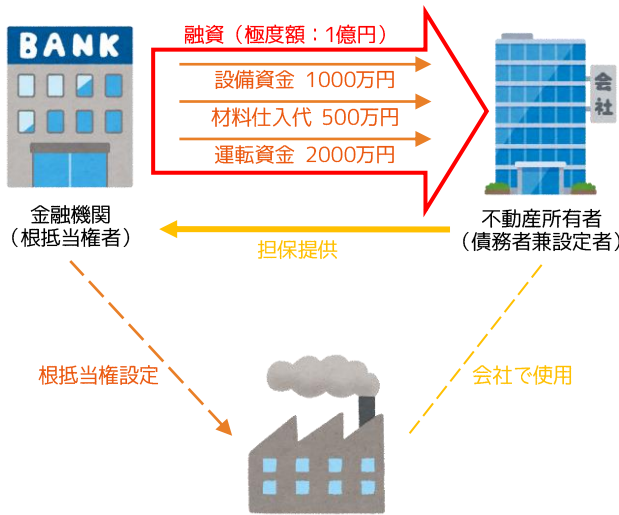 融資（極度額：1億円）
BANK
設備資金 1000万円
材料仕入代 500万円
運転資金 2000万円
会社
金融機関
（根抵当権者）
不動産所有者
（債務者兼設定者）
担保提供
根抵当権設定
会社で使用